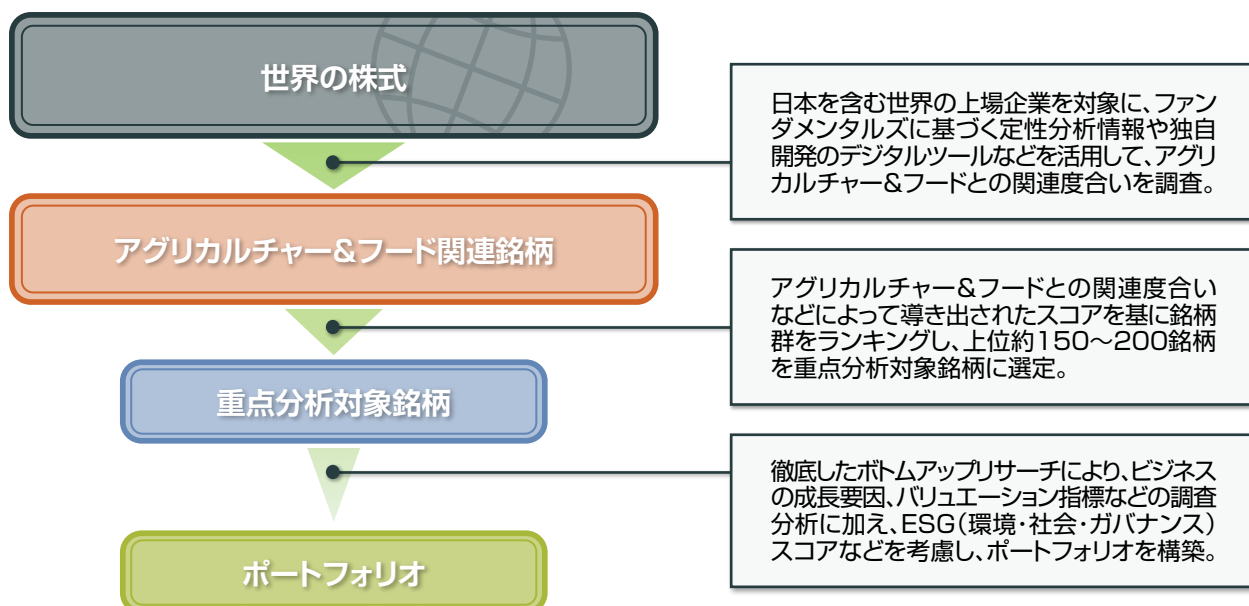 世界の株式
日本を含む世界の上場企業を対象に、ファン
ダメンタルズに基づく定性分析情報や独自
開発のデジタルツールなどを活用して、アグリ
カルチャー&フードとの関連度合いを調査。
アグリカルチャー&フード関連銘柄
アグリカルチャー&フードとの関連度合い
などによって導き出されたスコアを基に銘柄
群をランキングし、上位約150～200銘柄
を重点分析対象銘柄に選定。
重点分析対象銘柄
徹底したボトムアップリサーチにより、ビジネス
の成長要因、バリュエーション指標などの調査
分析に加え、ESG(環境・社会・ガバナンス)
スコアなどを考慮し、ポートフォリオを構築。
ポートフォリオ